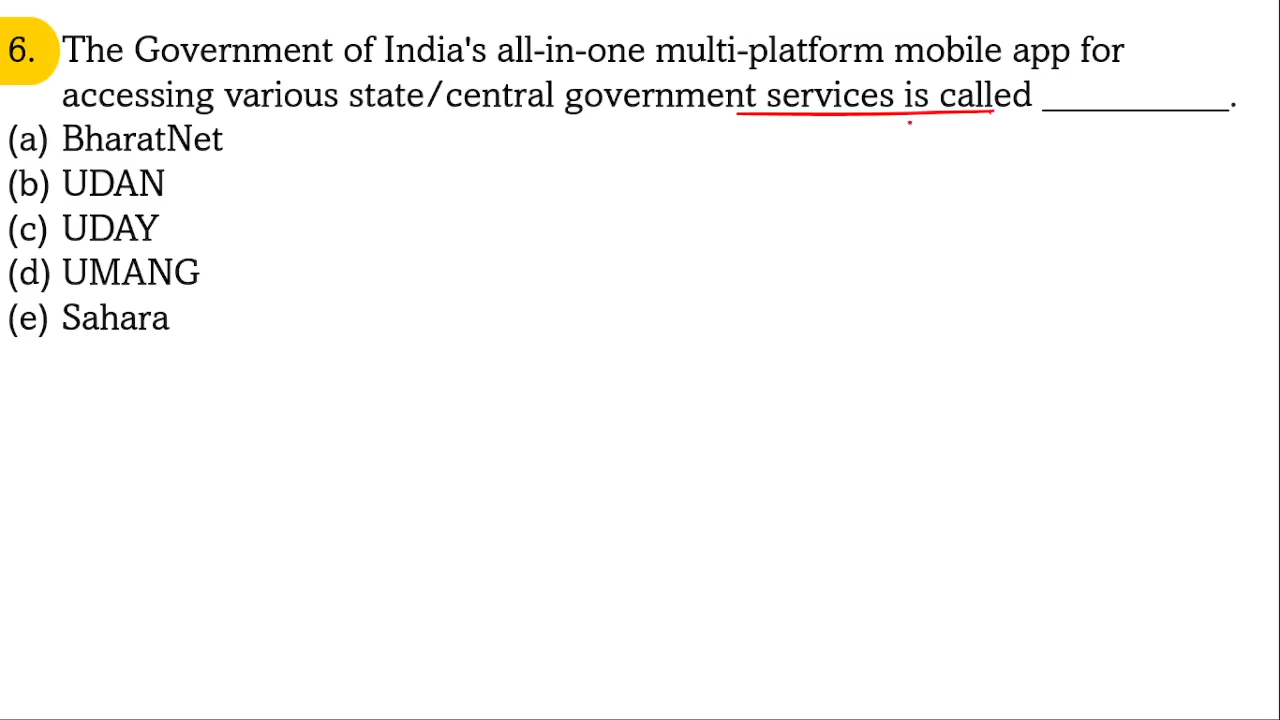 6. The Government of India's all-in-one multi-platform mobile app for
accessing various state/central government services is called __________.
(a) BharatNet
(b) UDAN
(c) UDAY
(d) UMANG
(e) Sahara